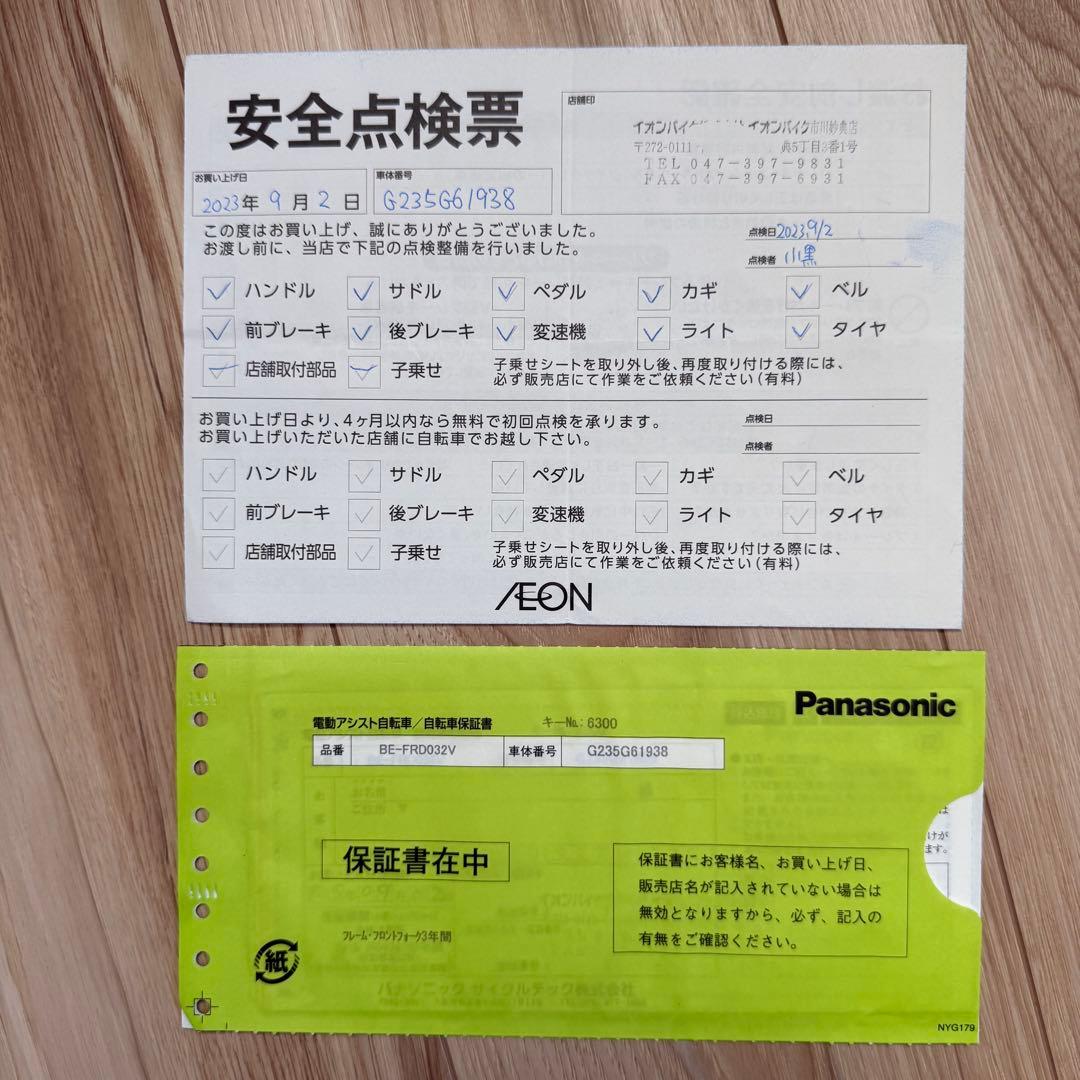 安全点検票
店舗印
イオンバイク イオンバイク市川妙典店
〒272-0111 典5丁目3番1号
TEL 047-397-9831
FAX 047-397-6931
お買い上げ日
2023年 9月 2日
車体番号
G235G61938
この度はお買い上げ、誠にありがとうございました。
お渡し前に、当店で下記の点検整備を行いました。
点検日 2023.9/2
点検者 小黒
ハンドル サドル ペダル カギ ベル
前ブレーキ 後ブレーキ 変速機 ライト タイヤ
店舗取付部品 子乗せ
子乗せシートを取り外し後、再度取り付ける際には、
必ず販売店にて作業をご依頼ください(有料)
お買い上げ日より、4ヶ月以内なら無料で初回点検を承ります。
お買い上げいただいた店舗に自転車でお越し下さい。
点検日
点検者
ハンドル サドル ペダル カギ ベル
前ブレーキ 後ブレーキ 変速機 ライト タイヤ
店舗取付部品 子乗せ
子乗せシートを取り外し後、再度取り付ける際には、
必ず販売店にて作業をご依頼ください(有料)
ÆON
Panasonic
電動アシスト自転車/自転車保証書 キーNo.:6300
品番 BE-FRD032V 車体番号 G235G61938
保証書在中
フレーム・フロントフォーク3年間
保証書にお客様名、お買い上げ日、
販売店名が記入されていない場合は
無効となりますから、必ず、記入の
有無をご確認ください。
けが
ます。
紙
パナソニック サイクルテック株式会社
NYG179